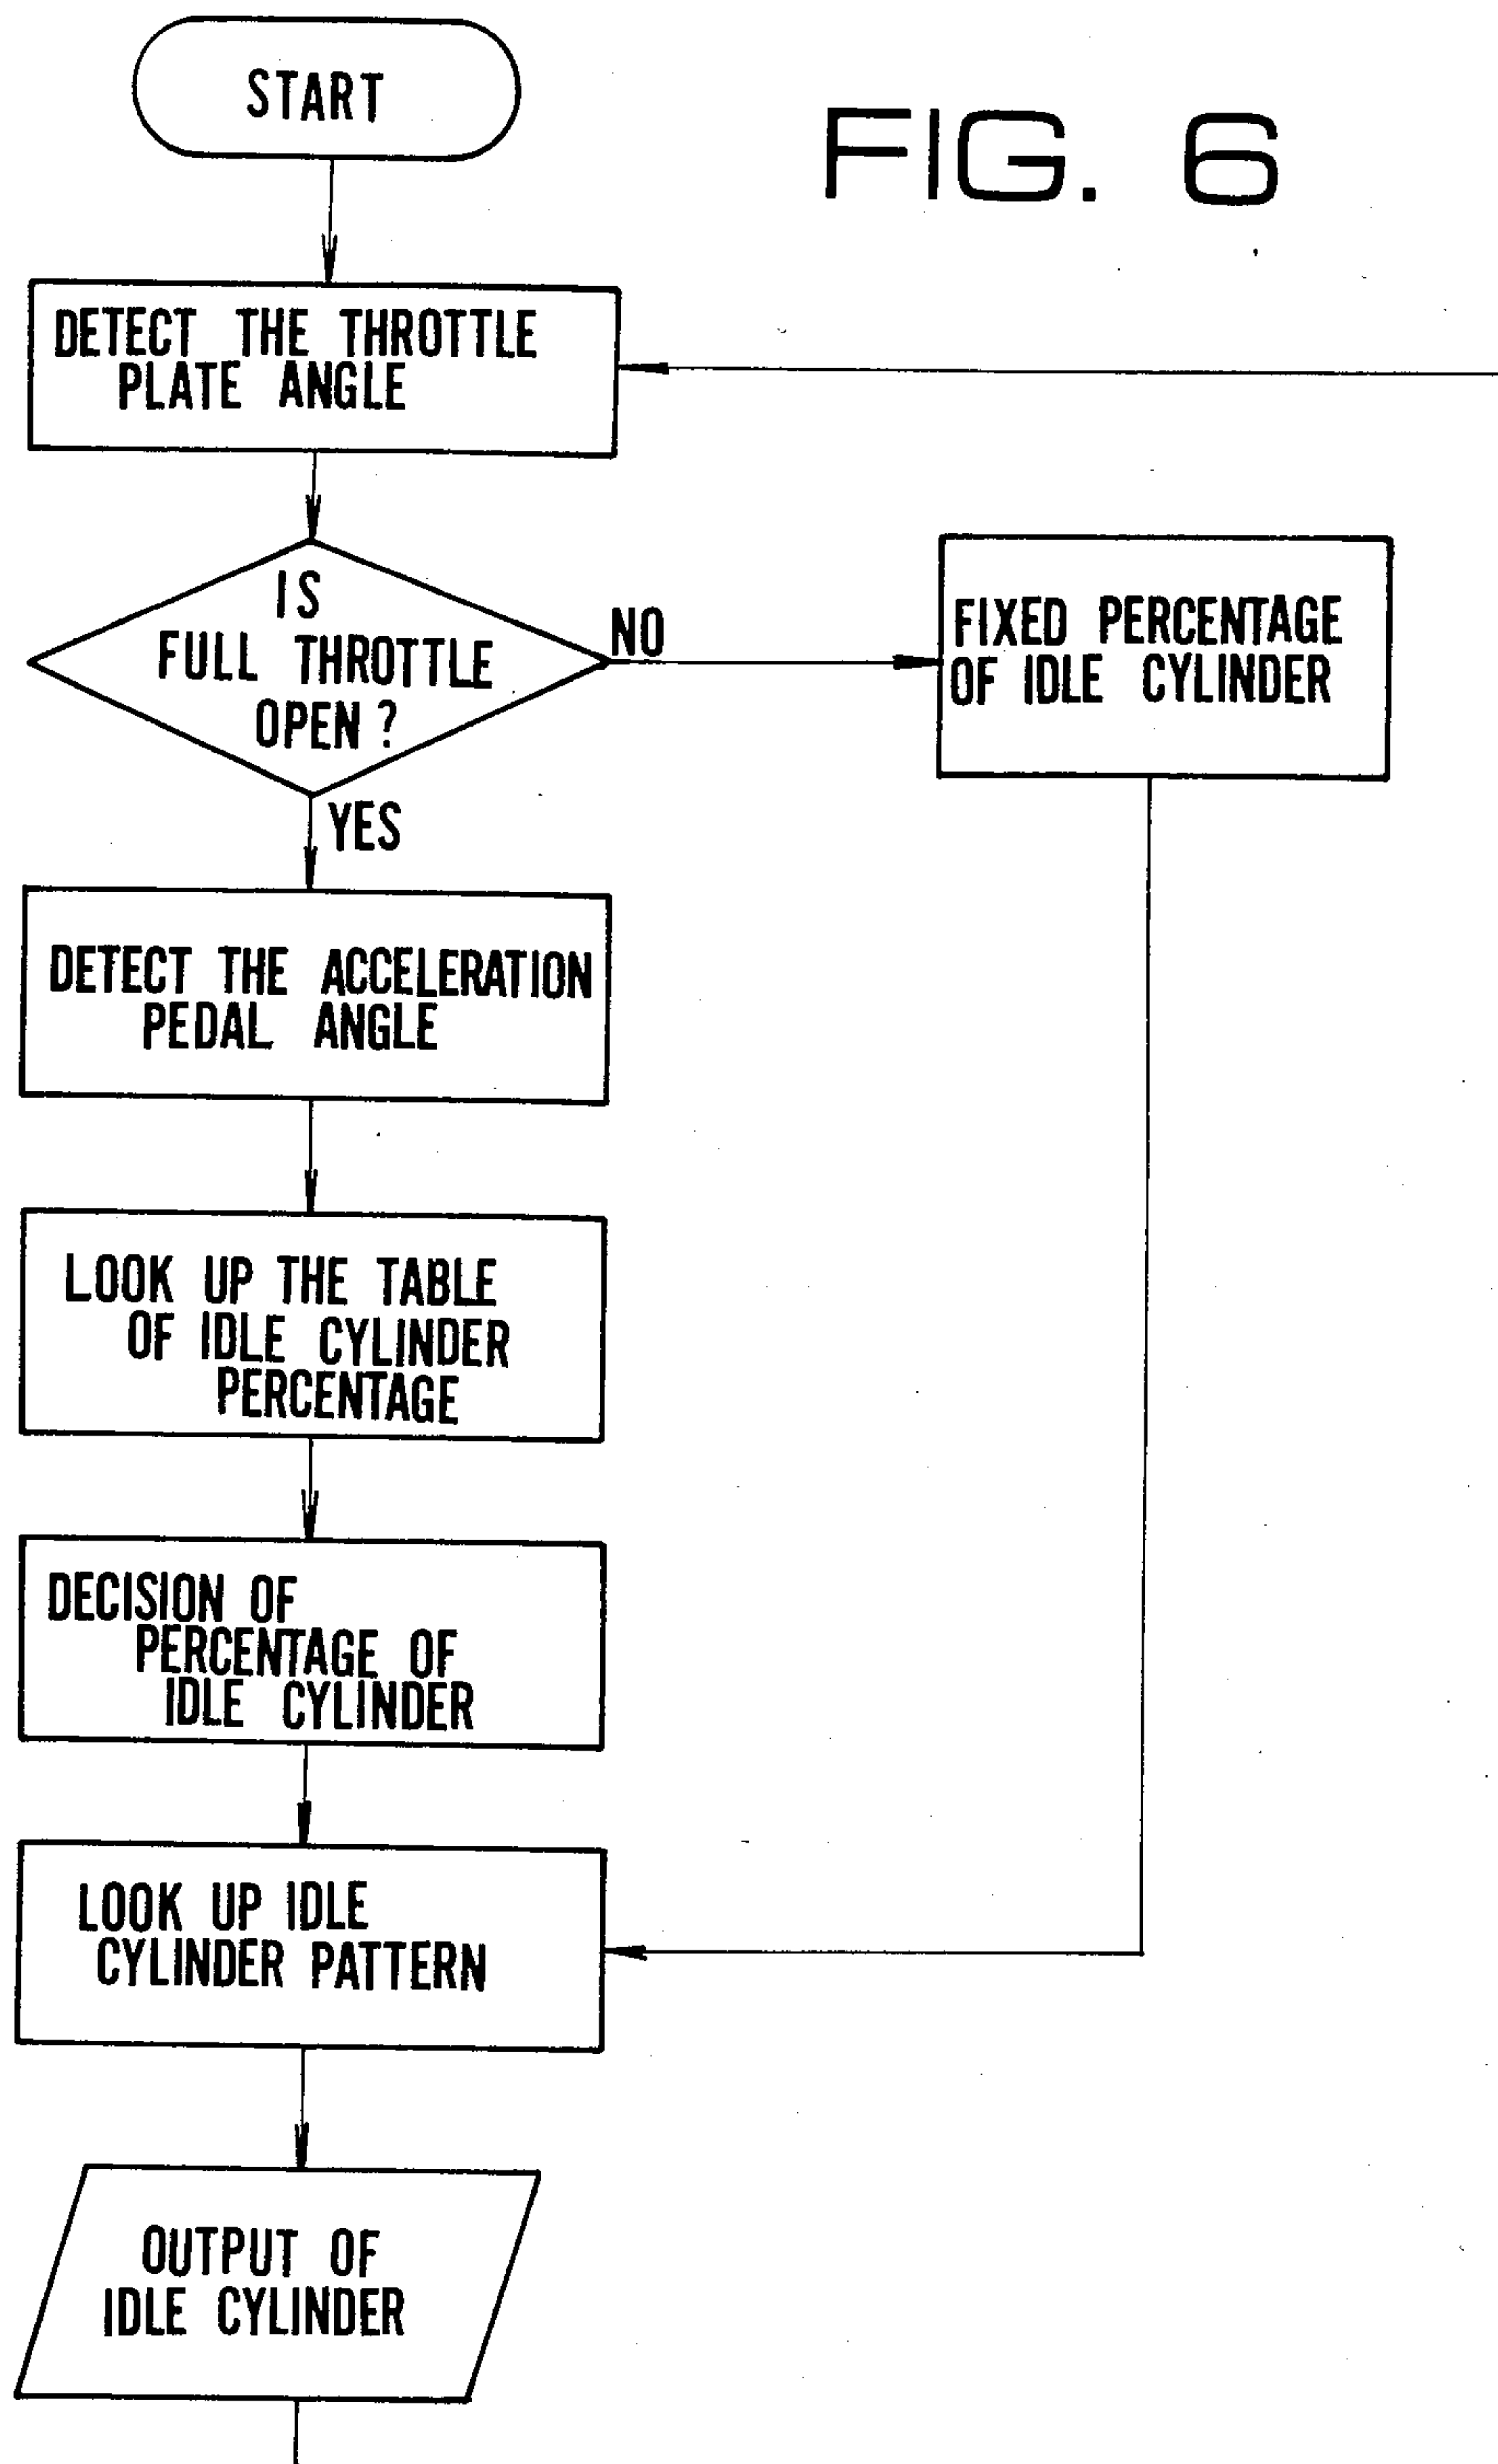 START
FIG. 6
DETECT THE THROTTLE
PLATE ANGLE
IS
FULL THROTTLE
OPEN?
NO
FIXED PERCENTAGE
OF IDLE CYLINDER
YES
DETECT THE ACCELERATION
PEDAL ANGLE
LOOK UP THE TABLE
OF IDLE CYLINDER
PERCENTAGE
DECISION OF
PERCENTAGE OF
IDLE CYLINDER
LOOK UP IDLE
CYLINDER PATTERN
OUTPUT OF
IDLE CYLINDER